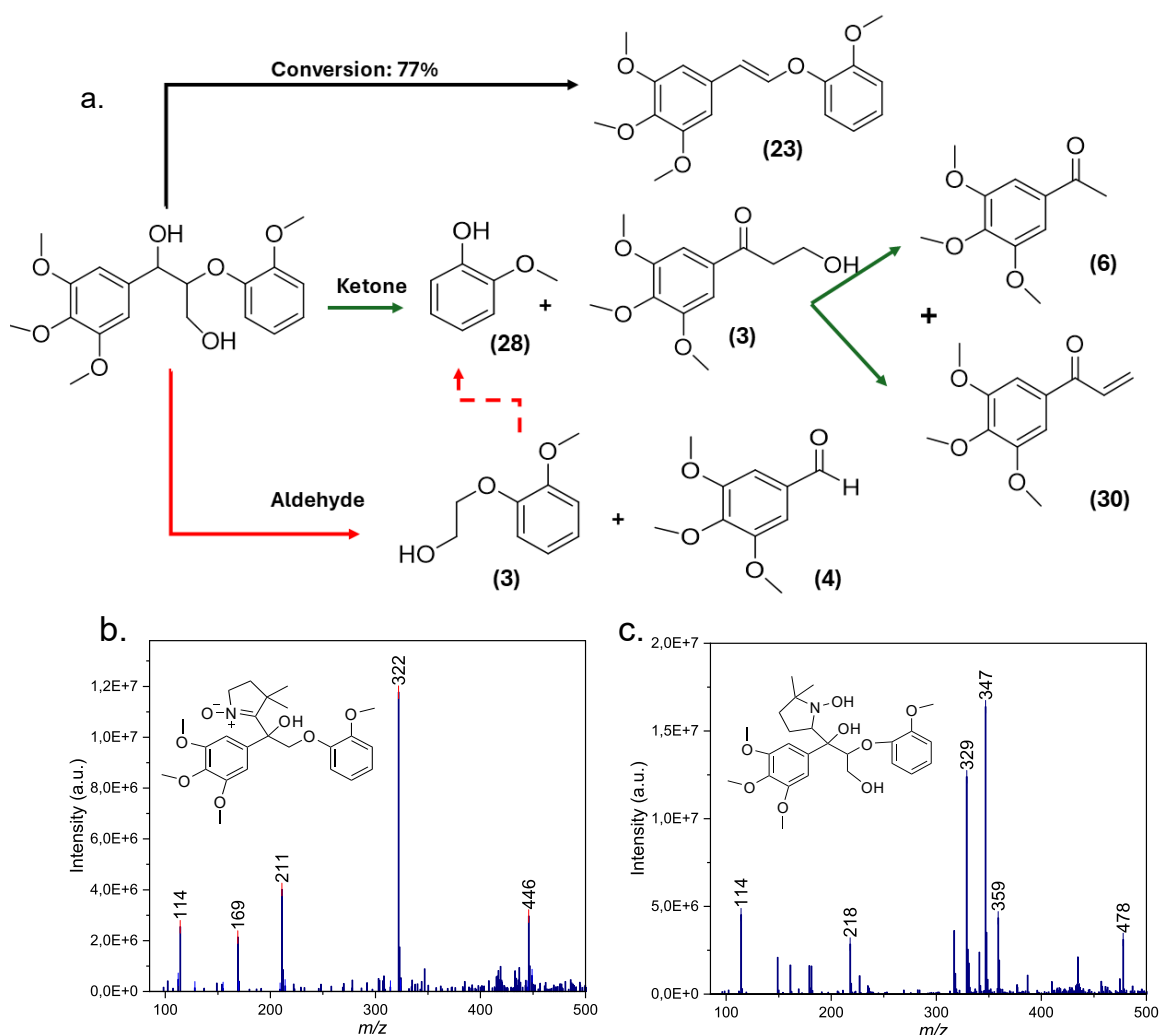 a.
Conversion: 77%
(23)
OH
O
O
O
O
O
O
OH
Ketone
OH
O
(28)
+
O
OH
O
O
O
(3)
O
O
O
O
(6)
+
O
O
O
O
(30)
Aldehyde
O
O
HO
(3)
+
O
H
O
O
O
(4)
b.
Intensity (a.u.)
1,2E+7
1,0E+7
8,0E+6
6,0E+6
4,0E+6
2,0E+6
0,0E+0
O
N
OH
O
O
O
O
O
114
169
211
322
446
100
200
300
400
500
m/z
c.
Intensity (a.u.)
2,0E+7
1,5E+7
1,0E+7
5,0E+6
0,0E+0
N-OH
OH
O
O
O
O
O
OH
114
218
329
347
359
478
100
200
300
400
500
m/z